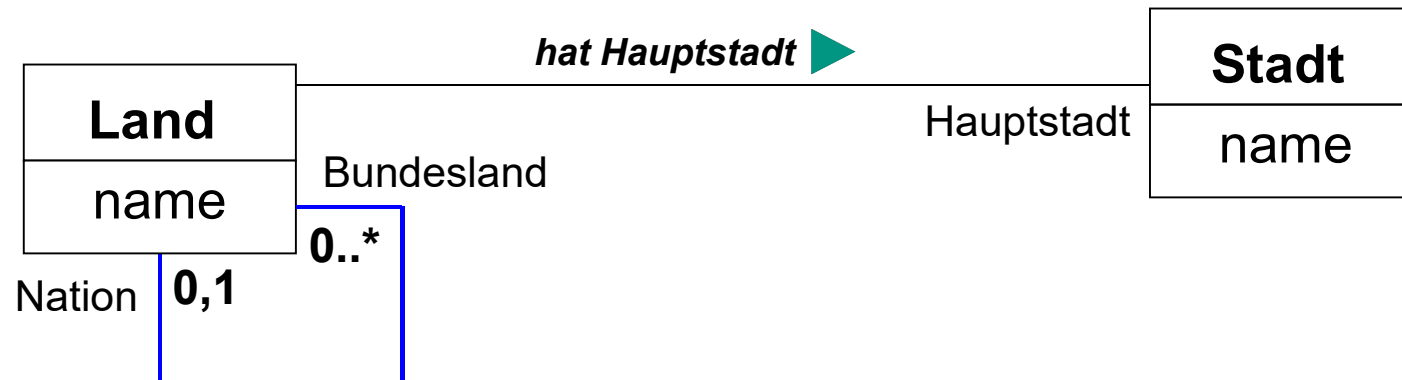 hat Hauptstadt
Stadt
Land
Hauptstadt
name
Bundesland
name
0..*
Nation
0,1